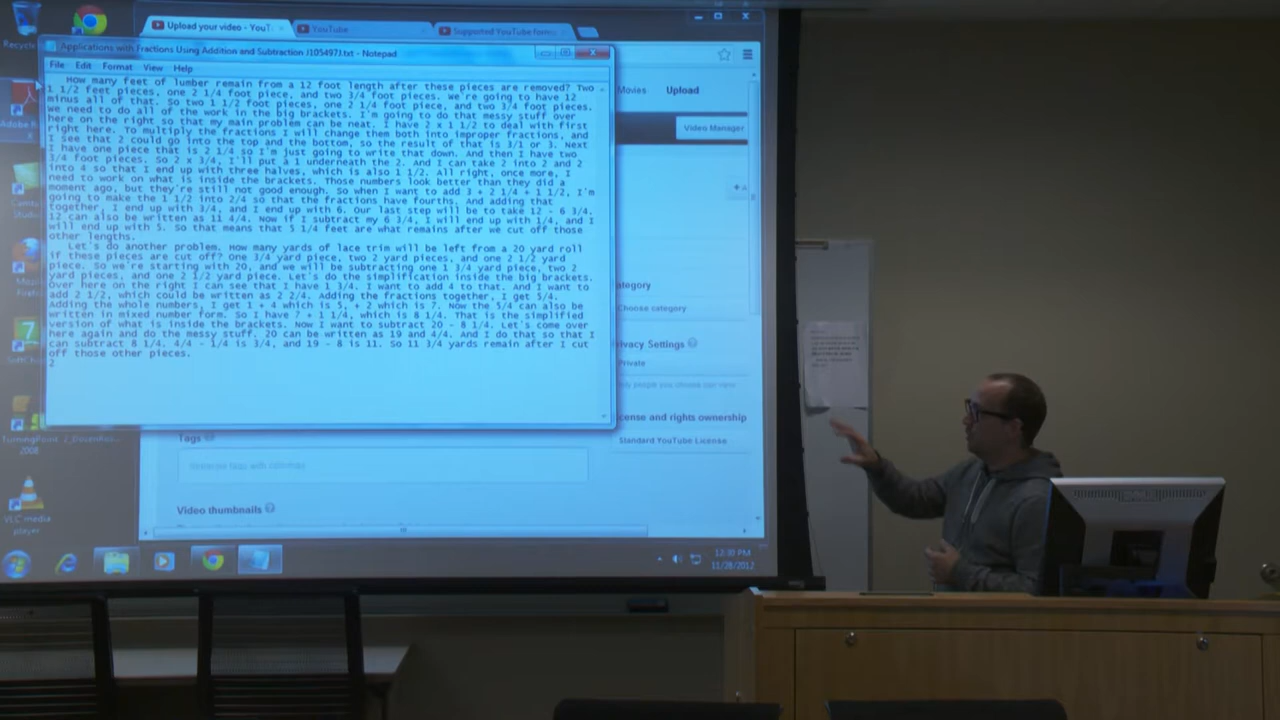 Upload your video - YouT
YouTube
Supported YouTube form
Recycle
Applications with Fractions Using Addition and Subtraction J105497J.txt - Notepad
File Edit Format View Help
How many feet of lumber remain from a 12 foot length after these pieces are removed? Two
1 1/2 feet pieces, one 2 1/4 foot piece, and two 3/4 foot pieces. We're going to have 12
minus all of that. So two 1 1/2 foot pieces, one 2 1/4 foot piece, and two 3/4 foot pieces.
we need to do all of the work in the big brackets. I'm going to do that messy stuff over
here on the right so that my main problem can be neat. I have 2 x 1 1/2 to deal with first
right here. To multiply the fractions I will change them both into improper fractions, and
I see that 2 could go into the top and the bottom, so the result of that is 3/1 or 3. Next
I have one piece that is 2 1/4 so I'm just going to write that down. And then I have two
3/4 foot pieces. So 2 x 3/4, I'll put a 1 underneath the 2. And I can take 2 into 2 and 2
into 4 so that I end up with three halves, which is also 1 1/2. All right, once more, I
need to work on what is inside the brackets. Those numbers look better than they did a
moment ago, but they're still not good enough. So when I want to add 3 + 2 1/4 + 1 1/2, I'm
going to make the 1 1/2 into 2/4 so that the fractions have fourths. And adding that
together, I end up with 3/4, and I end up with 6. Our last step will be to take 12 - 6 3/4.
12 can also be written as 11 4/4. Now if I subtract my 6 3/4, I will end up with 1/4, and I
will end up with 5. So that means that 5 1/4 feet are what remains after we cut off those
other lengths.
Let's do another problem. How many yards of lace trim will be left from a 20 yard roll
if these pieces are cut off? One 3/4 yard piece, two 2 yard pieces, and one 2 1/2 yard
piece. So we're starting with 20, and we will be subtracting one 1 3/4 yard piece, two 2
yard pieces, and one 2 1/2 yard piece. Let's do the simplification inside the big brackets.
Over here on the right I can see that I have 1 3/4. I want to add 4 to that. And I want to
add 2 1/2, which could be written as 2 2/4. Adding the fractions together, I get 5/4.
Adding the whole numbers, I get 1 + 4 which is 5, + 2 which is 7. Now the 5/4 can also be
written in mixed number form. So I have 7 + 1 1/4, which is 8 1/4. That is the simplified
version of what is inside the brackets. Now I want to subtract 20 - 8 1/4. Let's come over
here again and do the messy stuff. 20 can be written as 19 and 4/4. And I do that so that I
can subtract 8 1/4. 4/4 - 1/4 is 3/4, and 19 - 8 is 11. So 11 3/4 yards remain after I cut
off those other pieces.
2
Movies Upload
Video Manager
ategory
Choose category
ivacy Settings
Private
license and rights ownership
Standard YouTube License
Tags
Video thumbnails
VLC media
player
2008
12:30 PM
11/28/2012